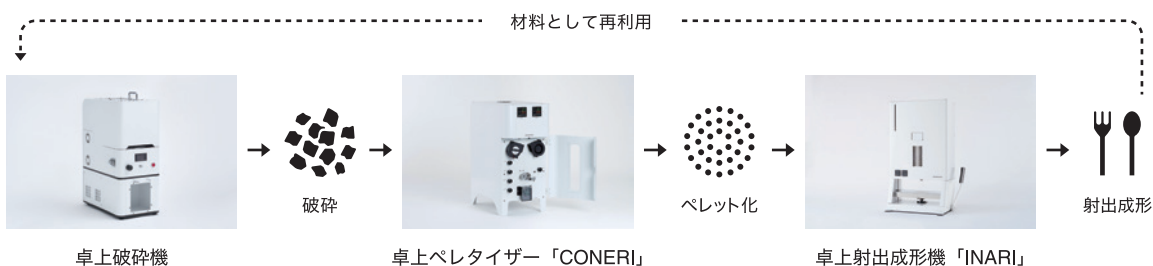 材料として再利用
破砕
ペレット化
射出成形
卓上破砕機
卓上ペレタイザー「CONERI」
卓上射出成形機「INARI」